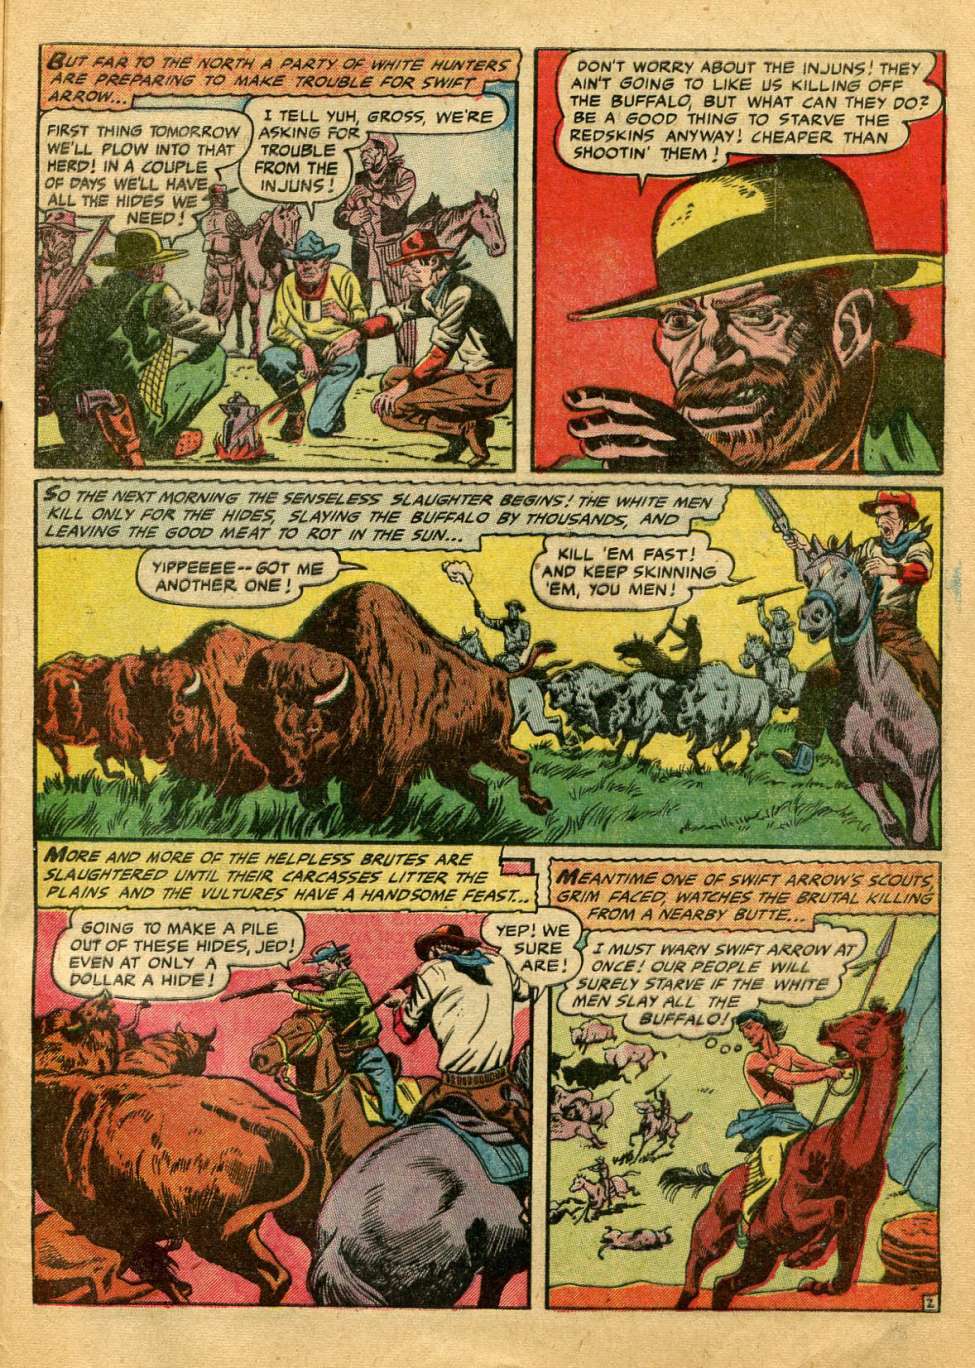 BUT FAR TO THE NORTH A PARTY OF WHITE HUNTERS
ARE PREPARING TO MAKE TROUBLE FOR SWIFT
ARROW...
FIRST THING TOMORROW
WE'LL PLOW INTO THAT
HERD! IN A COUPLE
OF DAYS WE'LL HAVE
ALL THE HIDES WE
NEED!
I TELL YUH, GROSS, WE'RE
ASKING FOR
TROUBLE
FROM THE
INJUNS!
DON'T WORRY ABOUT THE INJUNS! THEY
AIN'T GOING TO LIKE US KILLING OFF
THE BUFFALO, BUT WHAT CAN THEY DO?
BE A GOOD THING TO STARVE THE
REDSKINS ANYWAY! CHEAPER THAN
SHOOTIN' THEM!
SO THE NEXT MORNING THE SENSELESS SLAUGHTER BEGINS! THE WHITE MEN
KILL ONLY FOR THE HIDES, SLAYING THE BUFFALO BY THOUSANDS, AND
LEAVING THE GOOD MEAT TO ROT IN THE SUN...
YIPPEEEE--GOT ME
ANOTHER ONE!
KILL 'EM FAST!
AND KEEP SKINNING
'EM, YOU MEN!
MORE AND MORE OF THE HELPLESS BRUTES ARE
SLAUGHTERED UNTIL THEIR CARCASSES LITTER THE
PLAINS AND THE VULTURES HAVE A HANDSOME FEAST...
GOING TO MAKE A PILE
OUT OF THESE HIDES, JED!
EVEN AT ONLY A
DOLLAR A HIDE!
YEP! WE
SURE
ARE!
MEANTIME ONE OF SWIFT ARROW'S SCOUTS,
GRIM FACED, WATCHES THE BRUTAL KILLING
FROM A NEARBY BUTTE...
I MUST WARN SWIFT ARROW AT
ONCE! OUR PEOPLE WILL
SURELY STARVE IF THE WHITE
MEN SLAY ALL THE
BUFFALO!
2